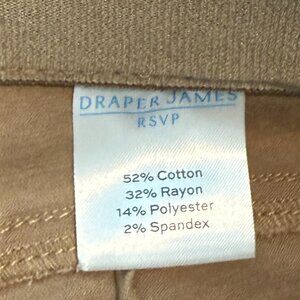 DRAPER JAMES
RSVP
52% Cotton
32% Rayon
14% Polyester
2% Spandex